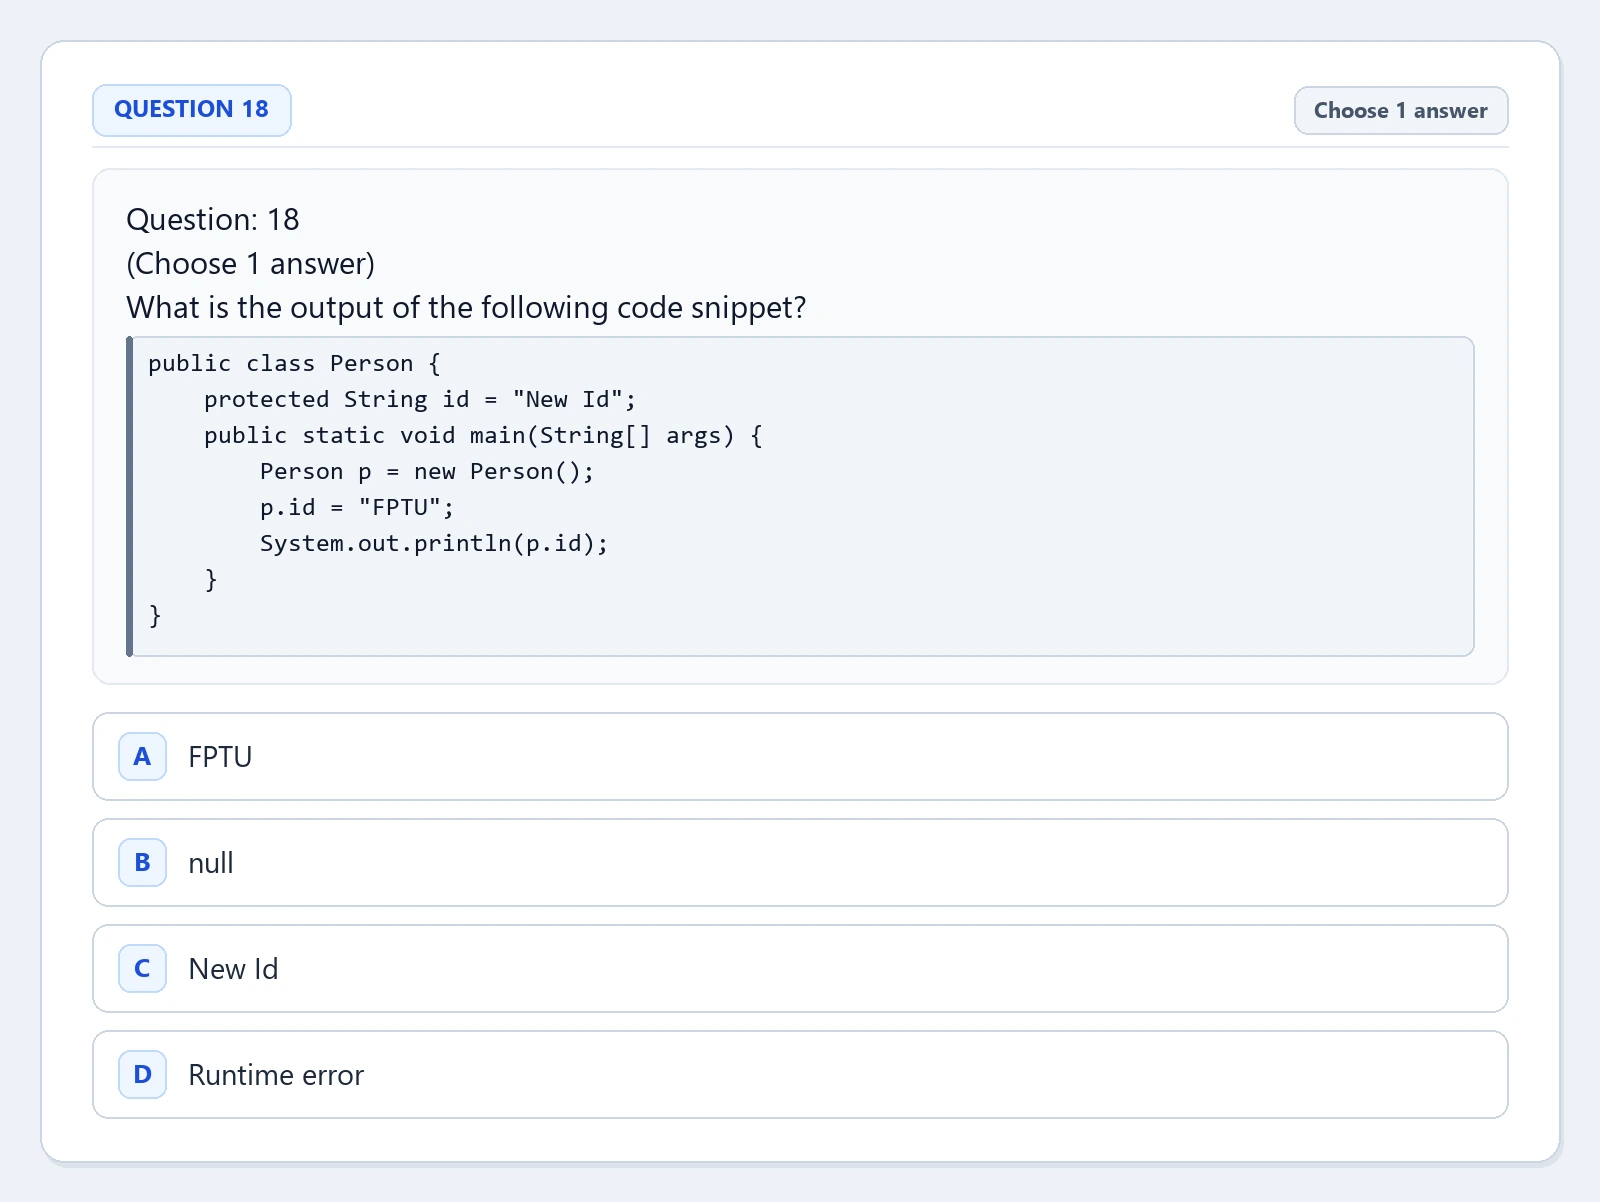 QUESTION 18
Choose 1 answer
Question: 18
(Choose 1 answer)
What is the output of the following code snippet?
public class Person {
    protected String id = "New Id";
    public static void main(String[] args) {
        Person p = new Person();
        p.id = "FPTU";
        System.out.println(p.id);
    }
}
A FPTU
B null
C New Id
D Runtime error